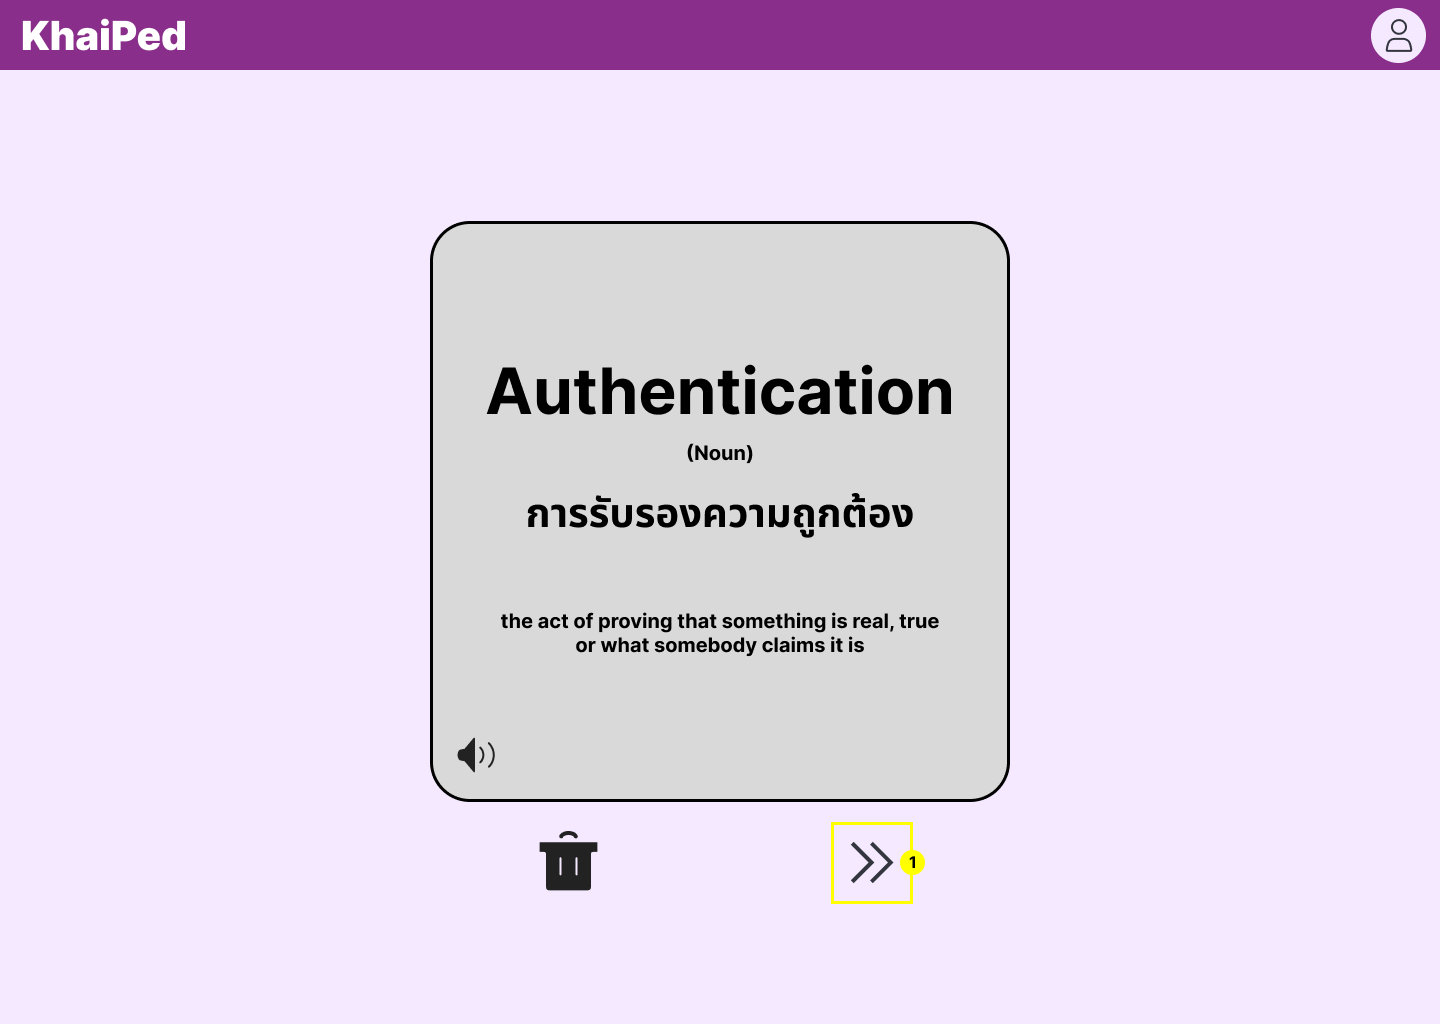 KhaiPed
Authentication
(Noun)
การรับรองความถูกต้อง
the act of proving that something is real, true
or what somebody claims it is
1